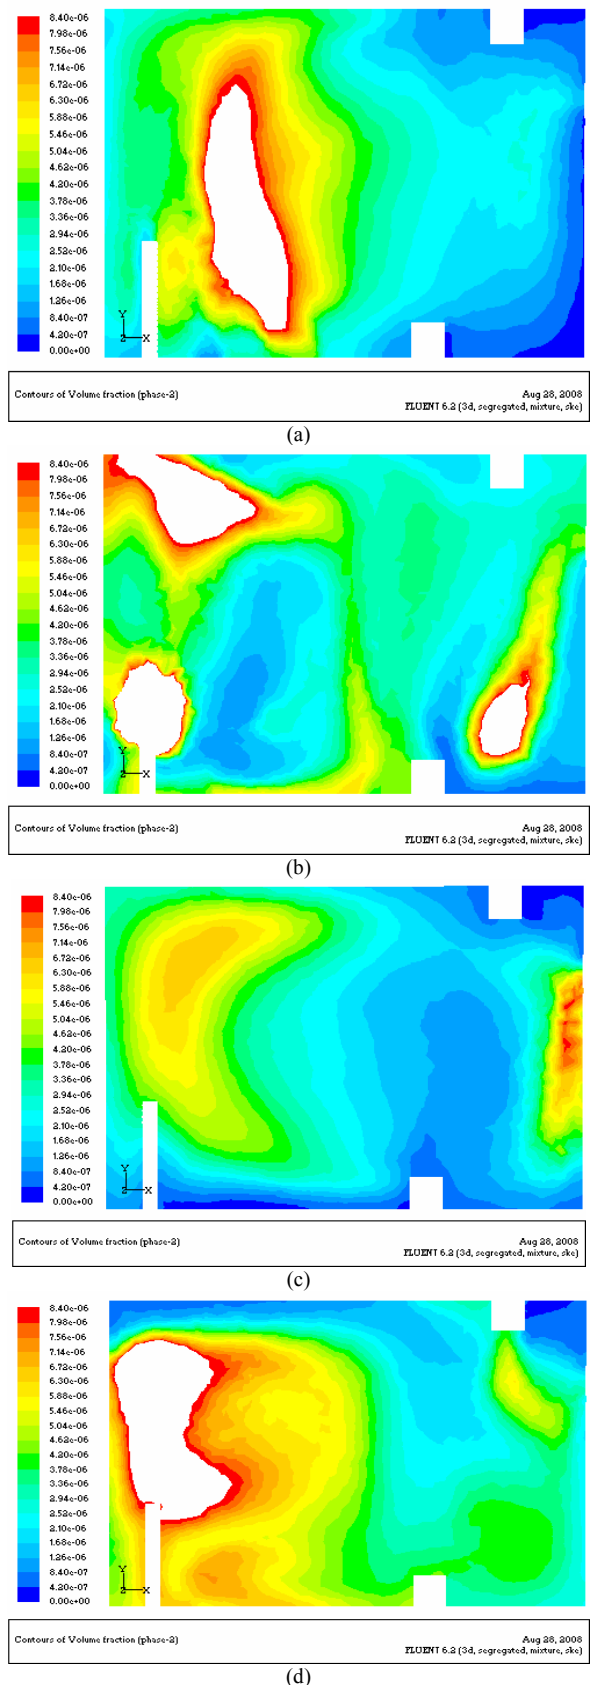 8.40e-06
7.98e-06
7.56e-06
7.14e-06
6.72e-06
6.30e-06
5.88e-06
5.46e-06
5.04e-06
4.62e-06
4.20e-06
3.78e-06
3.36e-06
2.94e-06
2.52e-06
2.10e-06
1.68e-06
1.26e-06
8.40e-07
4.20e-07
0.00e+00
Y
Z X
Contours of Volume fraction (phase-2) Aug 28, 2008
FLUENT 6.2 (3d, segregated, mixture, ske)
(a)
8.40e-06
7.98e-06
7.56e-06
7.14e-06
6.72e-06
6.30e-06
5.88e-06
5.46e-06
5.04e-06
4.62e-06
4.20e-06
3.78e-06
3.36e-06
2.94e-06
2.52e-06
2.10e-06
1.68e-06
1.26e-06
8.40e-07
4.20e-07
0.00e+00
Y
Z X
Contours of Volume fraction (phase-2) Aug 28, 2008
FLUENT 6.2 (3d, segregated, mixture, ske)
(b)
8.40e-06
7.98e-06
7.56e-06
7.14e-06
6.72e-06
6.30e-06
5.88e-06
5.46e-06
5.04e-06
4.62e-06
4.20e-06
3.78e-06
3.36e-06
2.94e-06
2.52e-06
2.10e-06
1.68e-06
1.26e-06
8.40e-07
4.20e-07
0.00e+00
Y
Z X
Contours of Volume fraction (phase-2) Aug 28, 2008
FLUENT 6.2 (3d, segregated, mixture, ske)
(c)
8.40e-06
7.98e-06
7.56e-06
7.14e-06
6.72e-06
6.30e-06
5.88e-06
5.46e-06
5.04e-06
4.62e-06
4.20e-06
3.78e-06
3.36e-06
2.94e-06
2.52e-06
2.10e-06
1.68e-06
1.26e-06
8.40e-07
4.20e-07
0.00e+00
Y
Z X
Contours of Volume fraction (phase-2) Aug 28, 2008
FLUENT 6.2 (3d, segregated, mixture, ske)
(d)